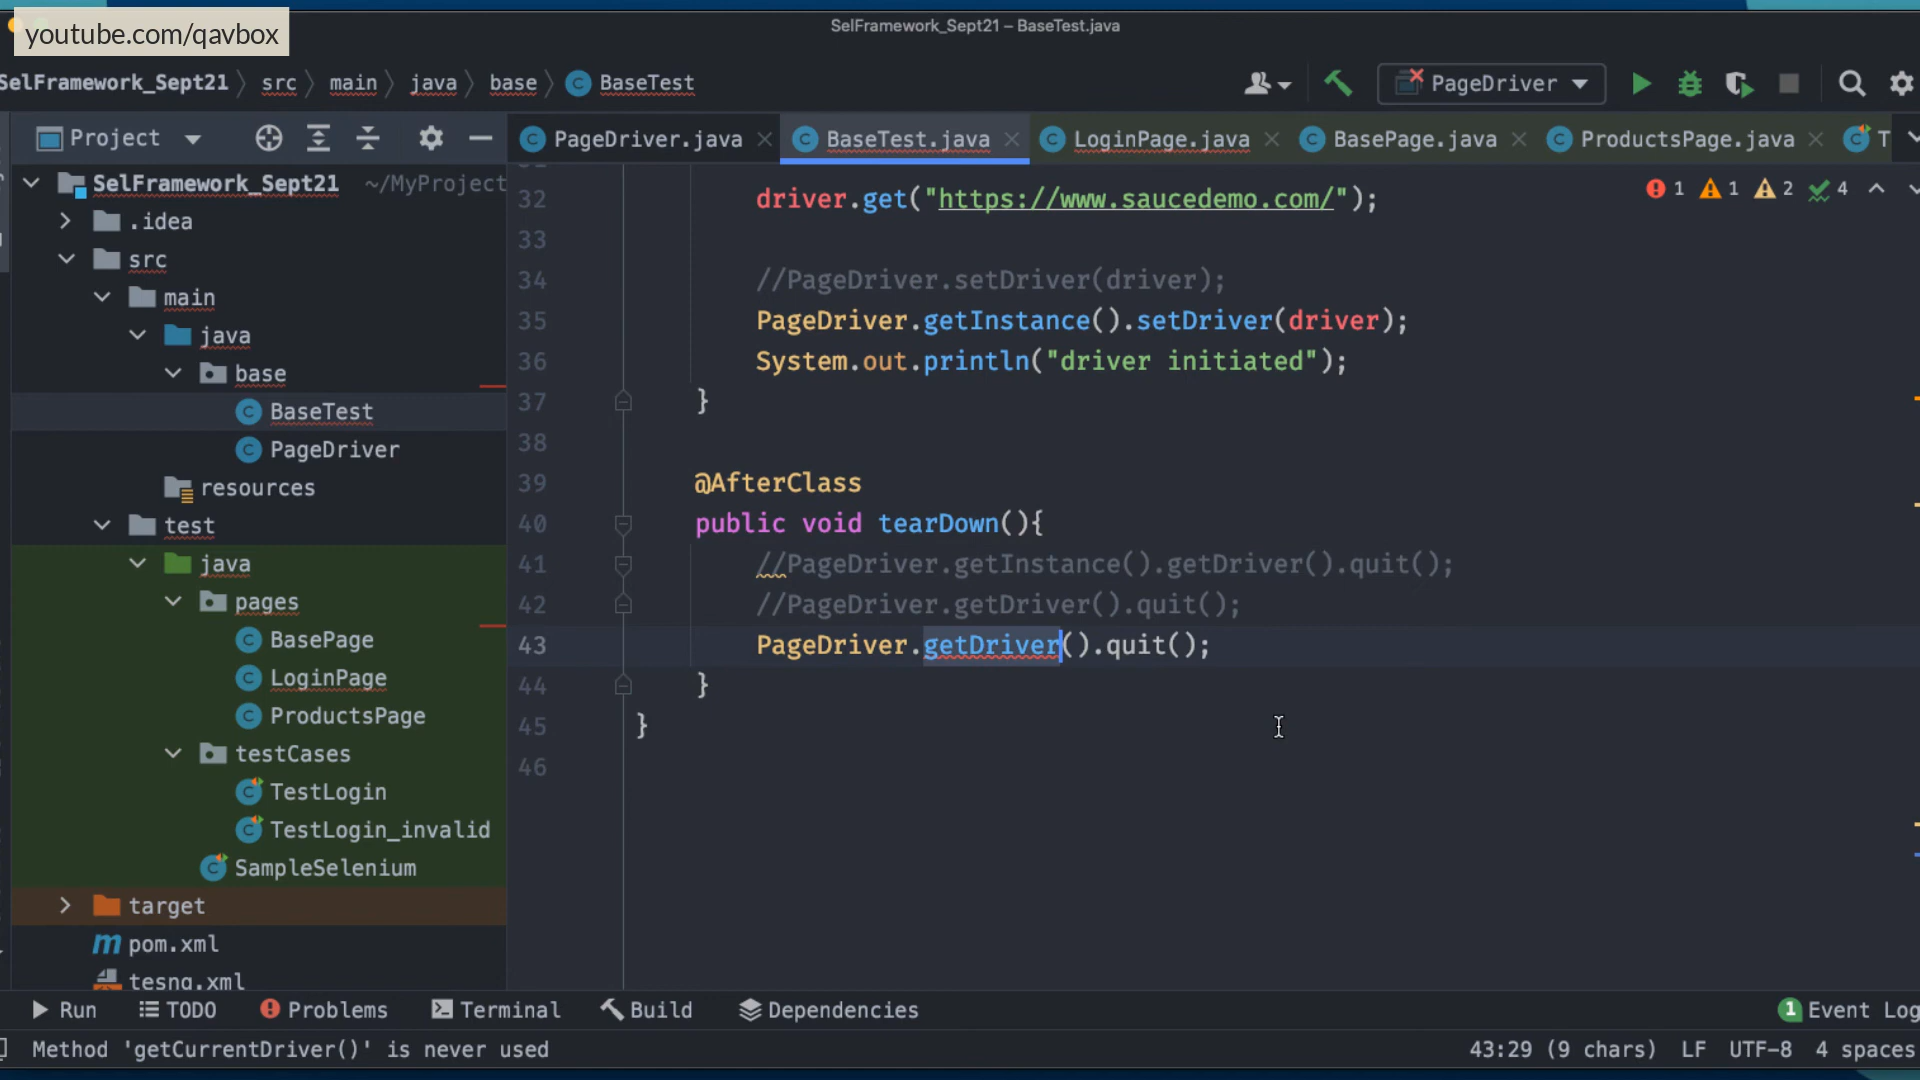 youtube.com/qavbox
SelFramework_Sept21 – BaseTest.java
SelFramework_Sept21 src main java base BaseTest
PageDriver
Project
PageDriver.java BaseTest.java LoginPage.java BasePage.java ProductsPage.java T
SelFramework_Sept21 ~/MyProject
.idea
src
main
java
base
BaseTest
PageDriver
resources
test
java
pages
BasePage
LoginPage
ProductsPage
testCases
TestLogin
TestLogin_invalid
SampleSelenium
target
pom.xml
tesng.xml
1 1 2 4
32 driver.get("https://www.saucedemo.com/");
33
34 //PageDriver.setDriver(driver);
35 PageDriver.getInstance().setDriver(driver);
36 System.out.println("driver initiated");
37 }
38
39 @AfterClass
40 public void tearDown(){
41 //PageDriver.getInstance().getDriver().quit();
42 //PageDriver.getDriver().quit();
43 PageDriver.getDriver().quit();
44 }
45 }
46
Run TODO Problems Terminal Build Dependencies 1 Event Log
Method 'getCurrentDriver()' is never used 43:29 (9 chars) LF UTF-8 4 spaces